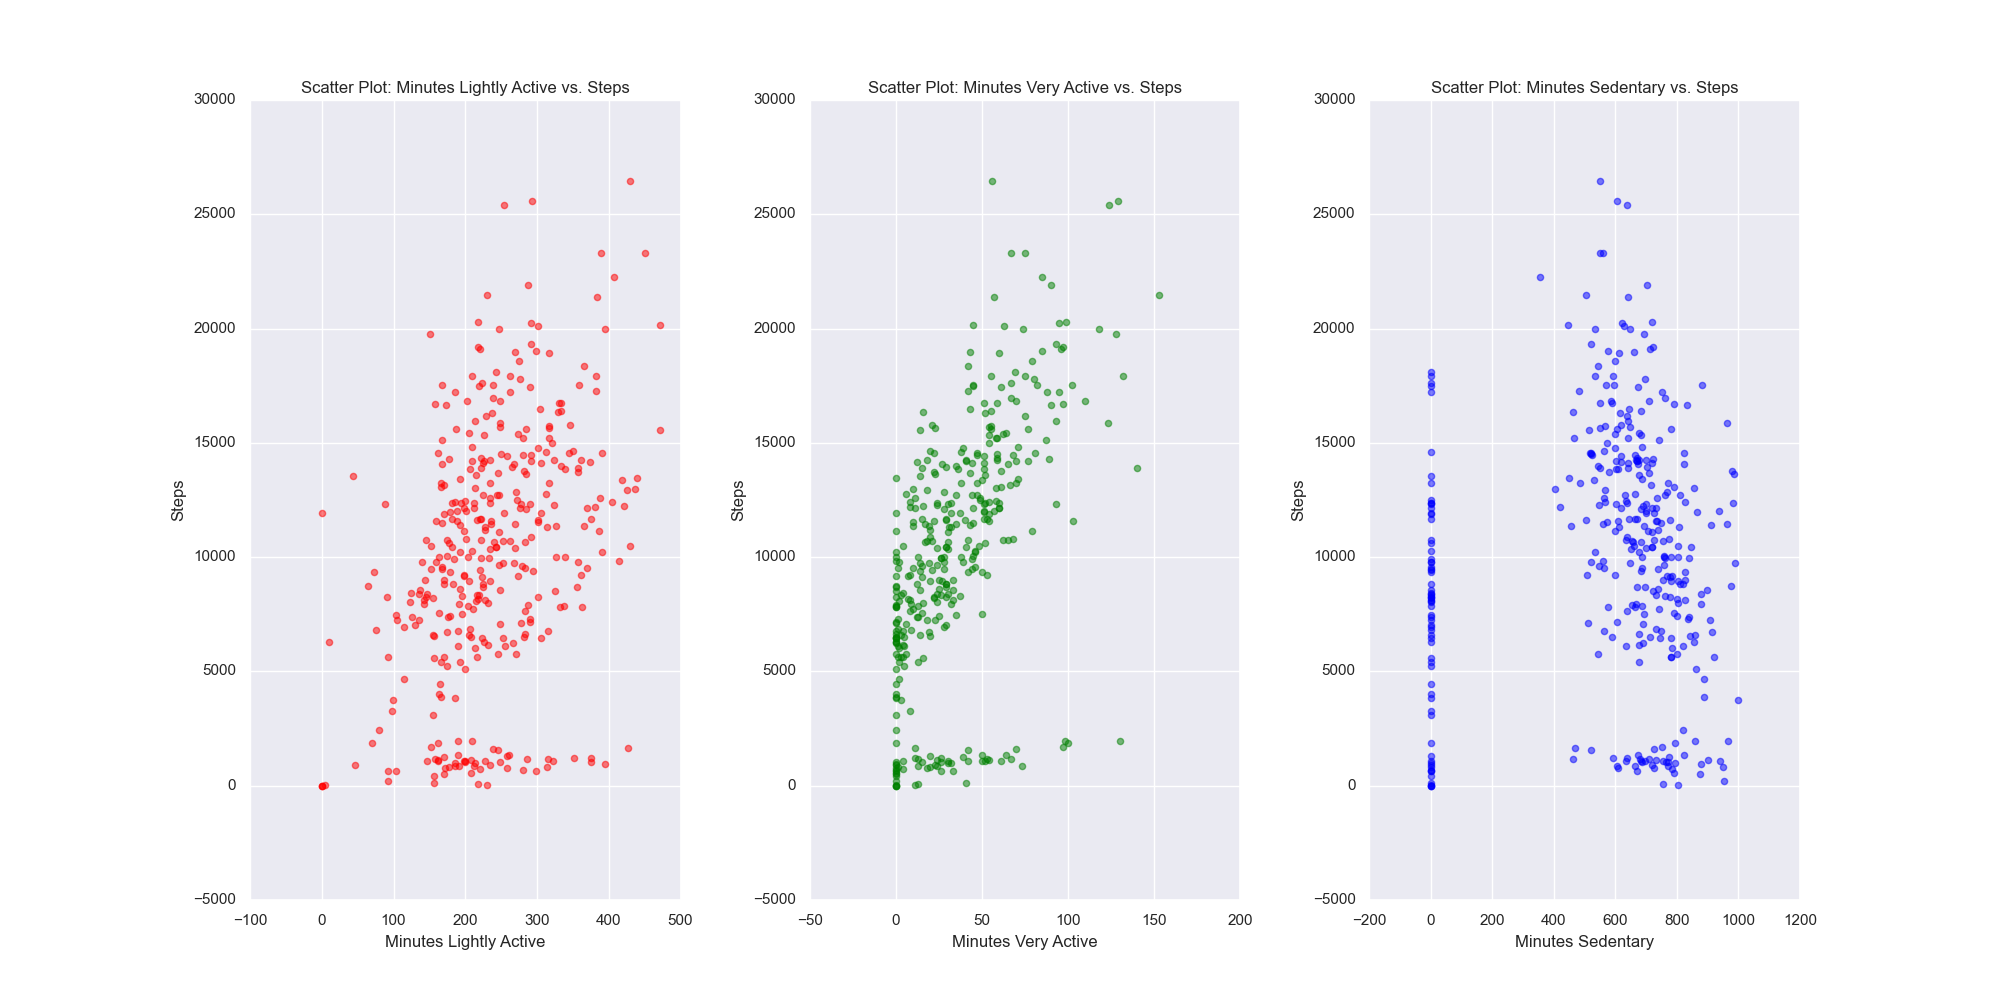 Scatter Plot: Minutes Lightly Active vs. Steps
30000
25000
20000
15000
10000
5000
0
−5000
Steps
−100 0 100 200 300 400 500
Minutes Lightly Active
Scatter Plot: Minutes Very Active vs. Steps
30000
25000
20000
15000
10000
5000
0
−5000
Steps
−50 0 50 100 150 200
Minutes Very Active
Scatter Plot: Minutes Sedentary vs. Steps
30000
25000
20000
15000
10000
5000
0
−5000
Steps
−200 0 200 400 600 800 1000 1200
Minutes Sedentary